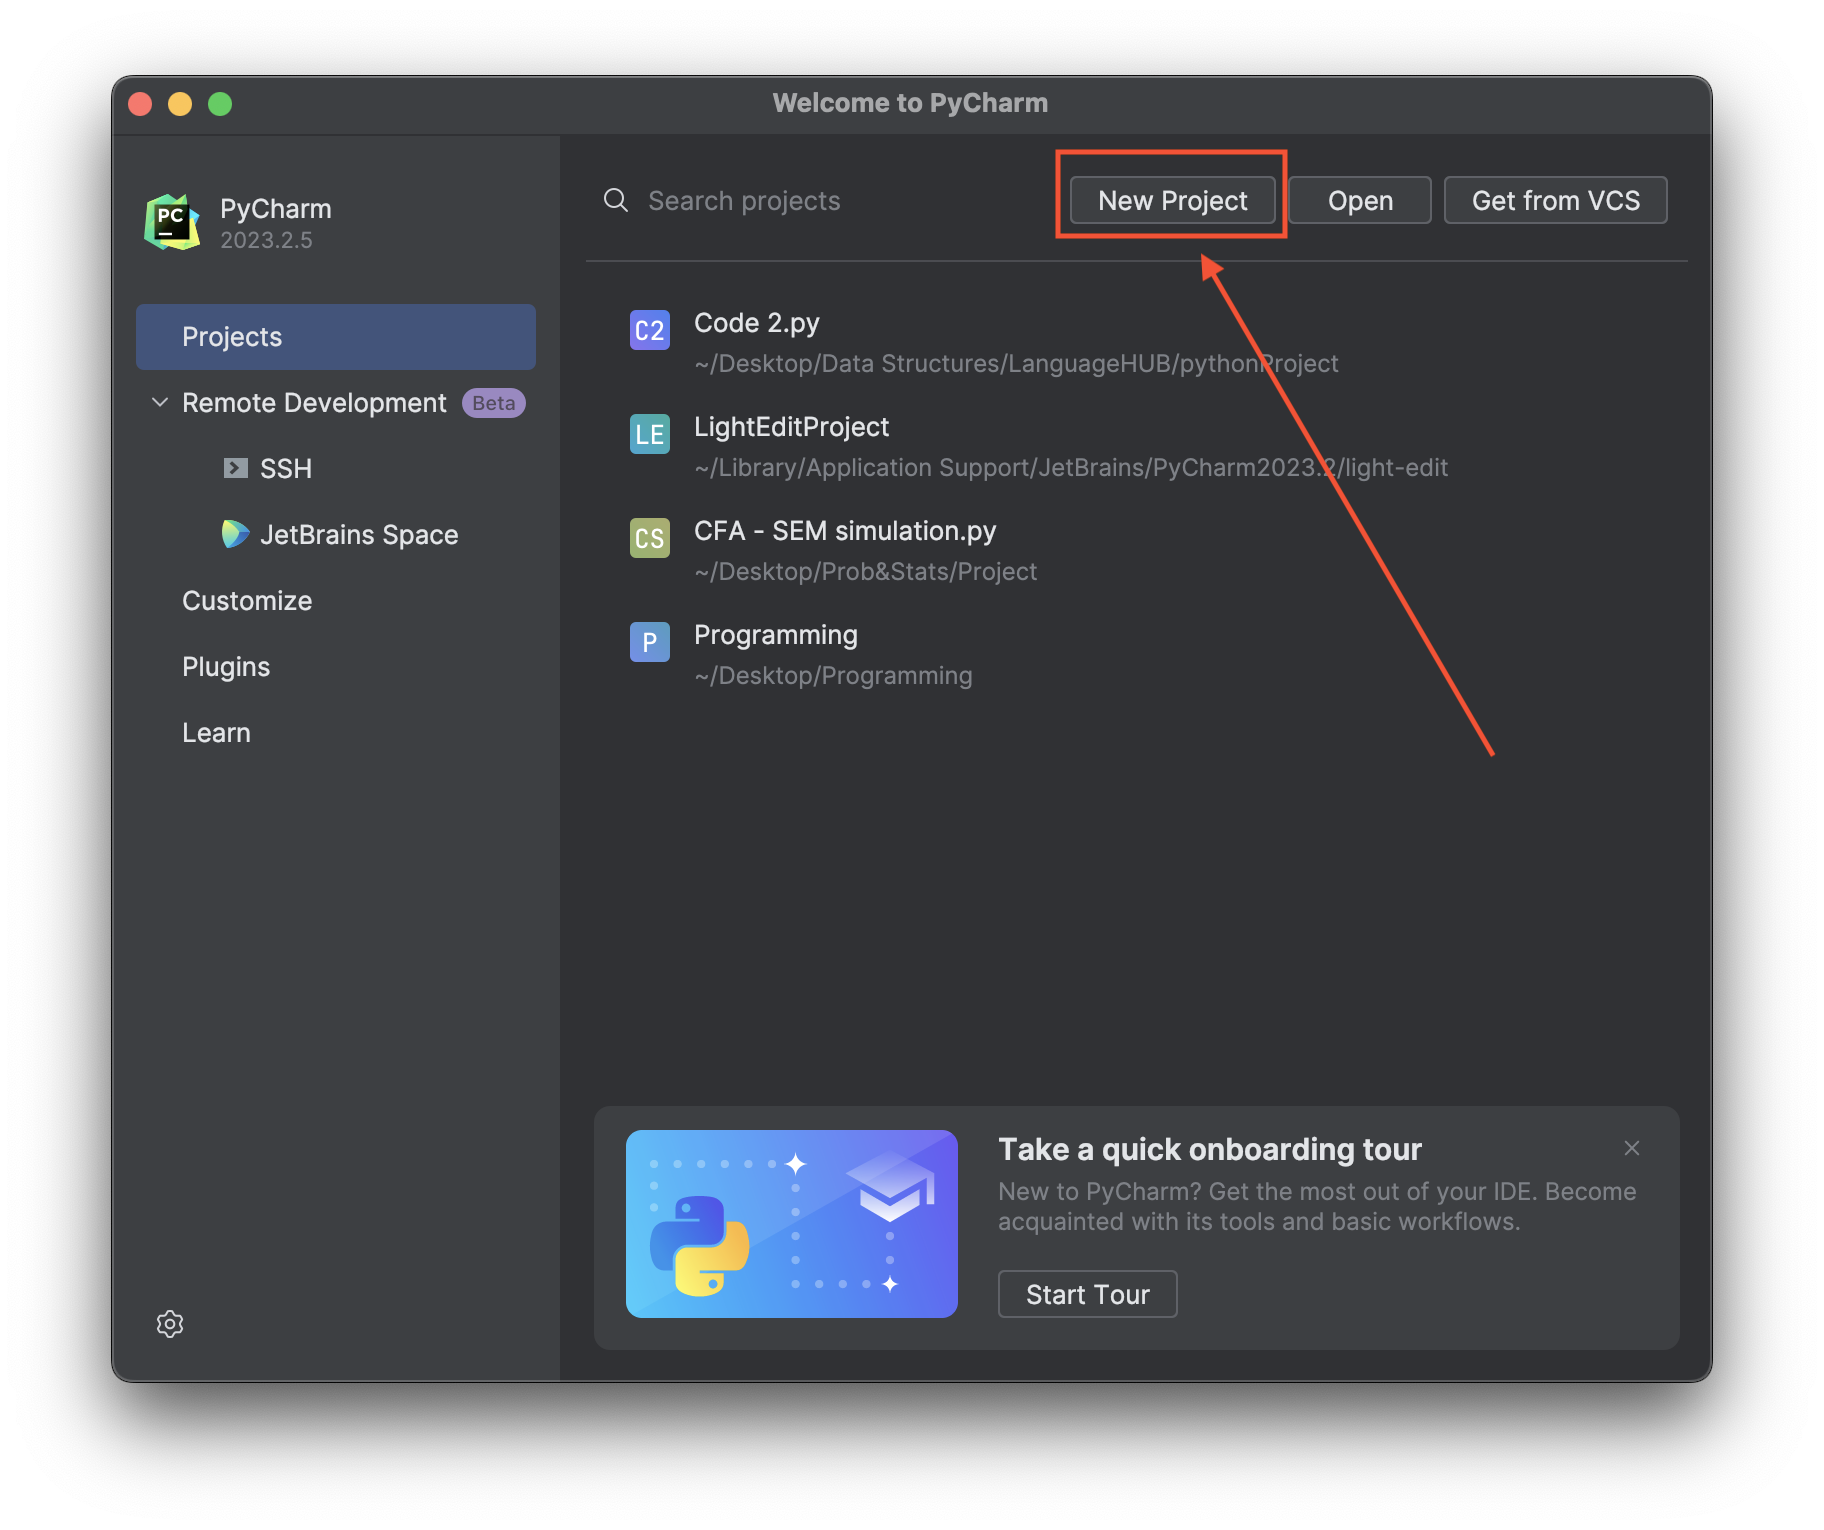 Welcome to PyCharm
PC
PyCharm
2023.2.5
Projects
Remote Development Beta
SSH
JetBrains Space
Customize
Plugins
Learn
Search projects
New Project
Open
Get from VCS
C2
Code 2.py
~/Desktop/Data Structures/LanguageHUB/pythonProject
LE
LightEditProject
~/Library/Application Support/JetBrains/PyCharm2023.2/light-edit
CS
CFA - SEM simulation.py
~/Desktop/Prob&Stats/Project
P
Programming
~/Desktop/Programming
Take a quick onboarding tour
New to PyCharm? Get the most out of your IDE. Become
acquainted with its tools and basic workflows.
Start Tour